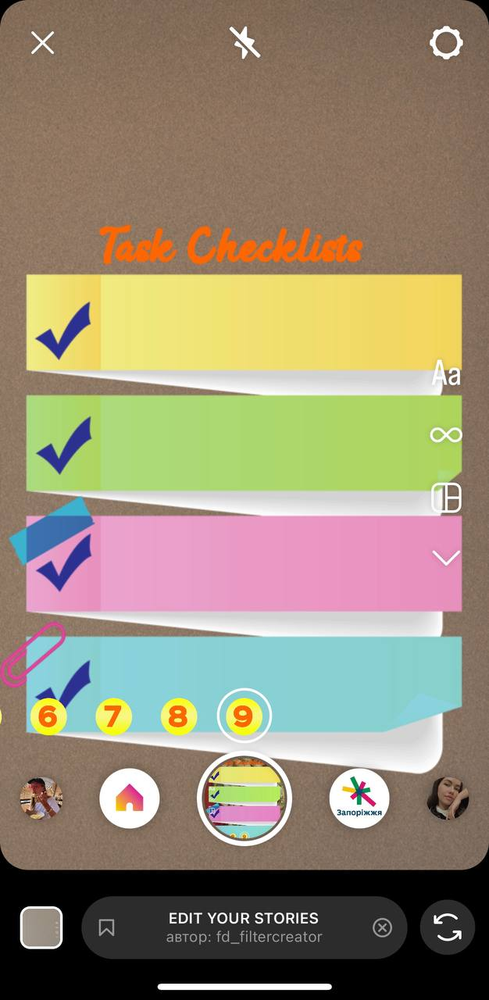 Task Checklists
Aa
6 7 8 9
Запоріжжя
EDIT YOUR STORIES
автор: fd_filtercreator